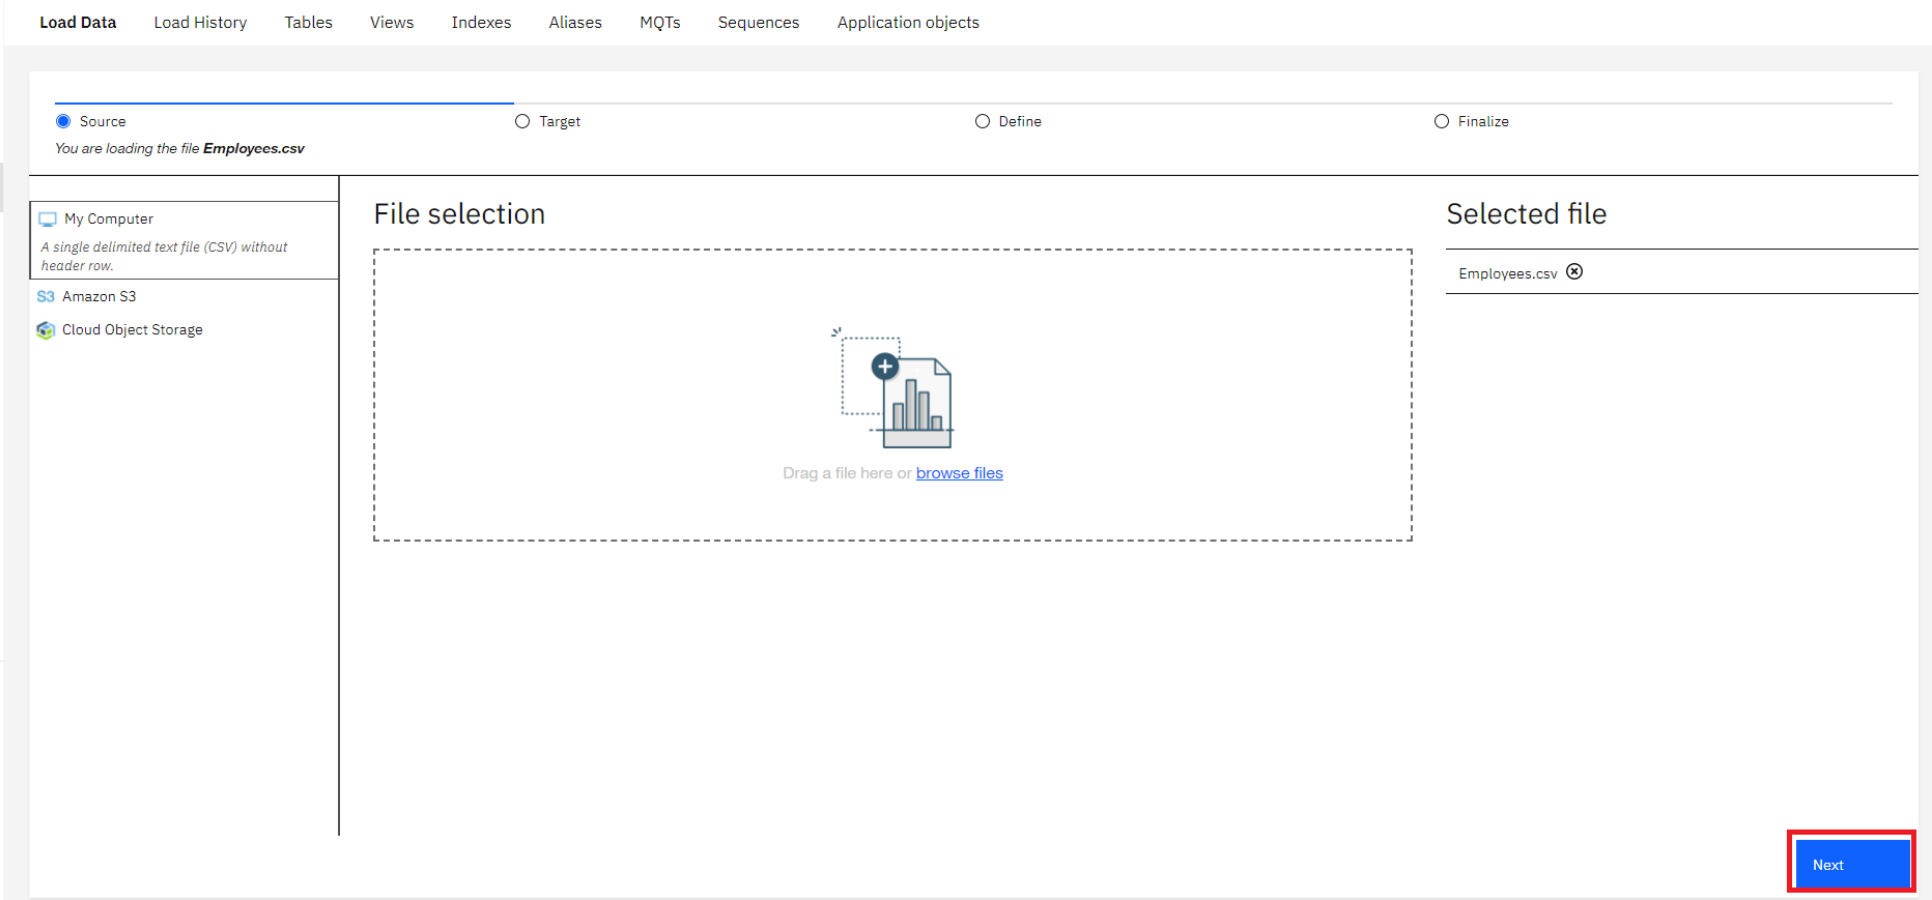 Load Data Load History Tables Views Indexes Aliases MQTs Sequences Application objects
Source Target Define Finalize
You are loading the file Employees.csv
My Computer
A single delimited text file (CSV) without
header row.
S3 Amazon S3
Cloud Object Storage
File selection
Drag a file here or browse files
Selected file
Employees.csv
Next